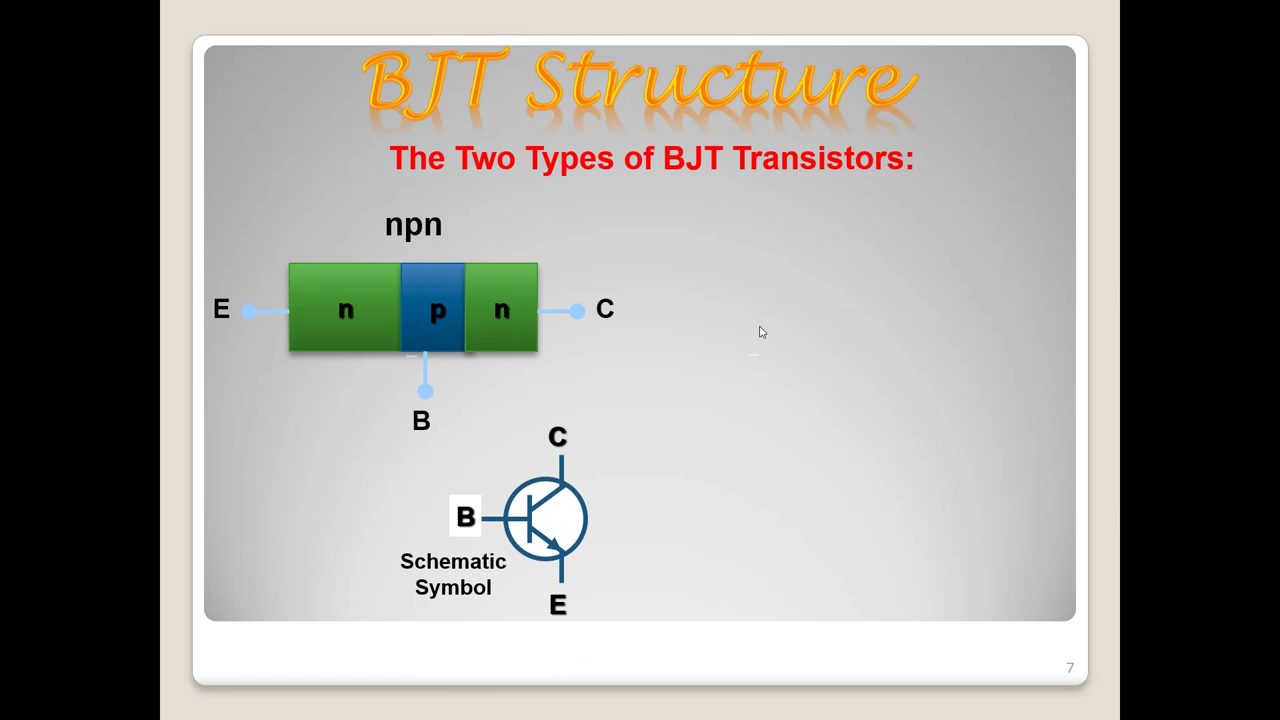 BJT Structure
The Two Types of BJT Transistors:
npn
E n p n C
B
C
B
Schematic
Symbol
E
7